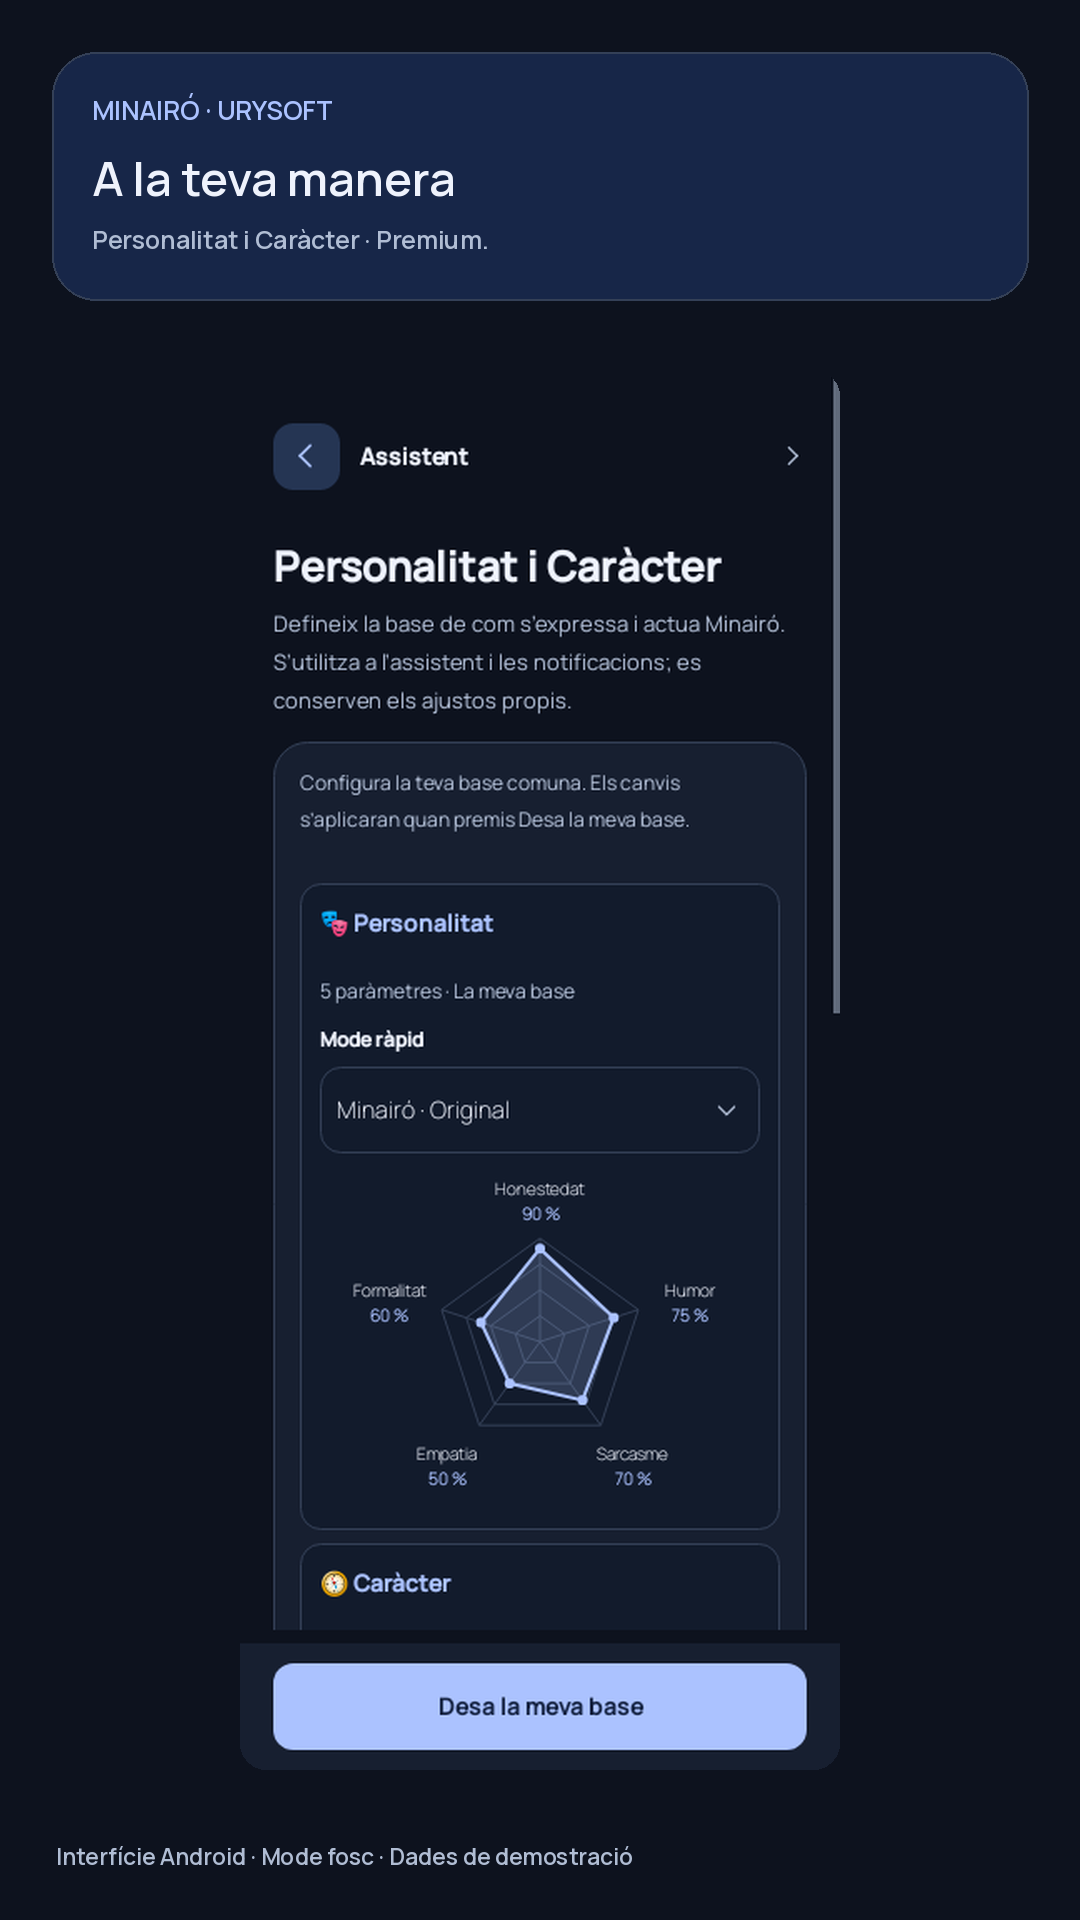 MINAIRÓ · URYSOFT
A la teva manera
Personalitat i Caràcter · Premium.
Assistent
Personalitat i Caràcter
Defineix la base de com s'expressa i actua Minairó.
S'utilitza a l'assistent i les notificacions; es
conserven els ajustos propis.
Configura la teva base comuna. Els canvis
s'aplicaran quan premis Desa la meva base.
Personalitat
5 paràmetres · La meva base
Mode ràpid
Minairó · Original
Honestedat
90 %
Formalitat
60 %
Humor
75 %
Empatia
50 %
Sarcasme
70 %
Caràcter
Desa la meva base
Interfície Android · Mode fosc · Dades de demostració